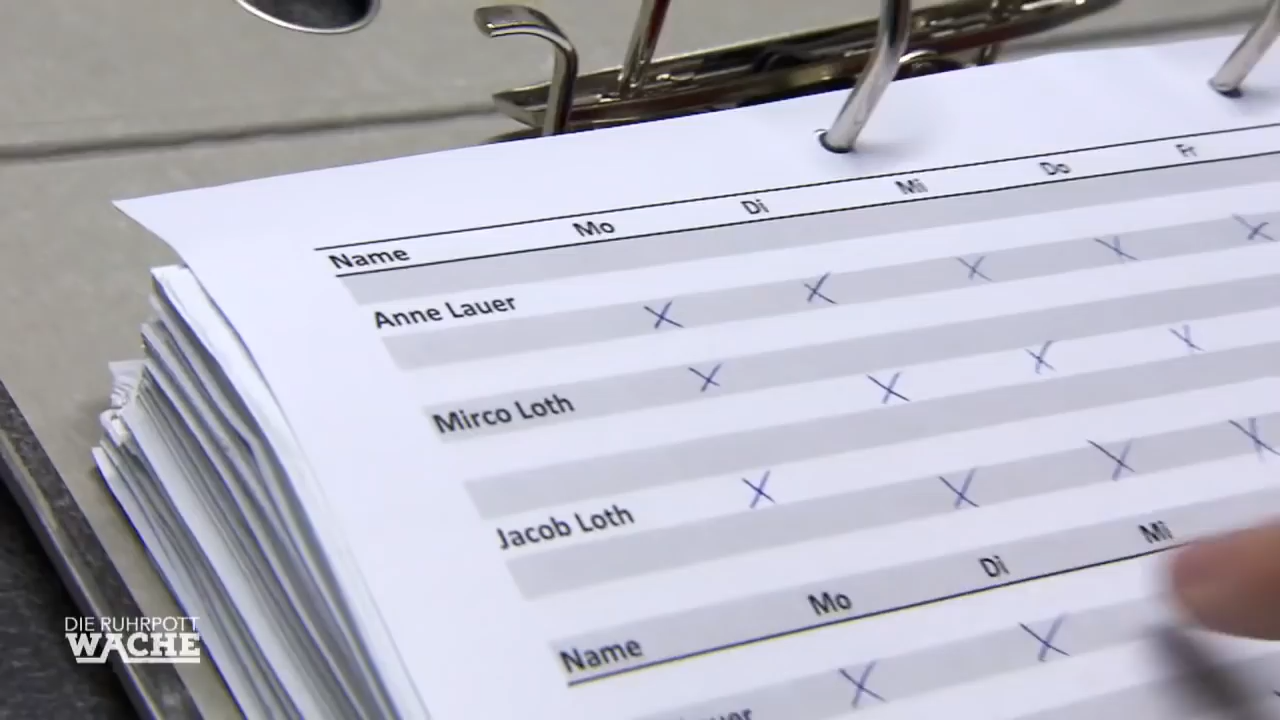 Name Mo Di Mi Do Fr
Anne Lauer X X X X X
Mirco Loth X X X X
Jacob Loth X X X X
Name Mo Di Mi
X X
DIE RUHRPOTT
WACHE